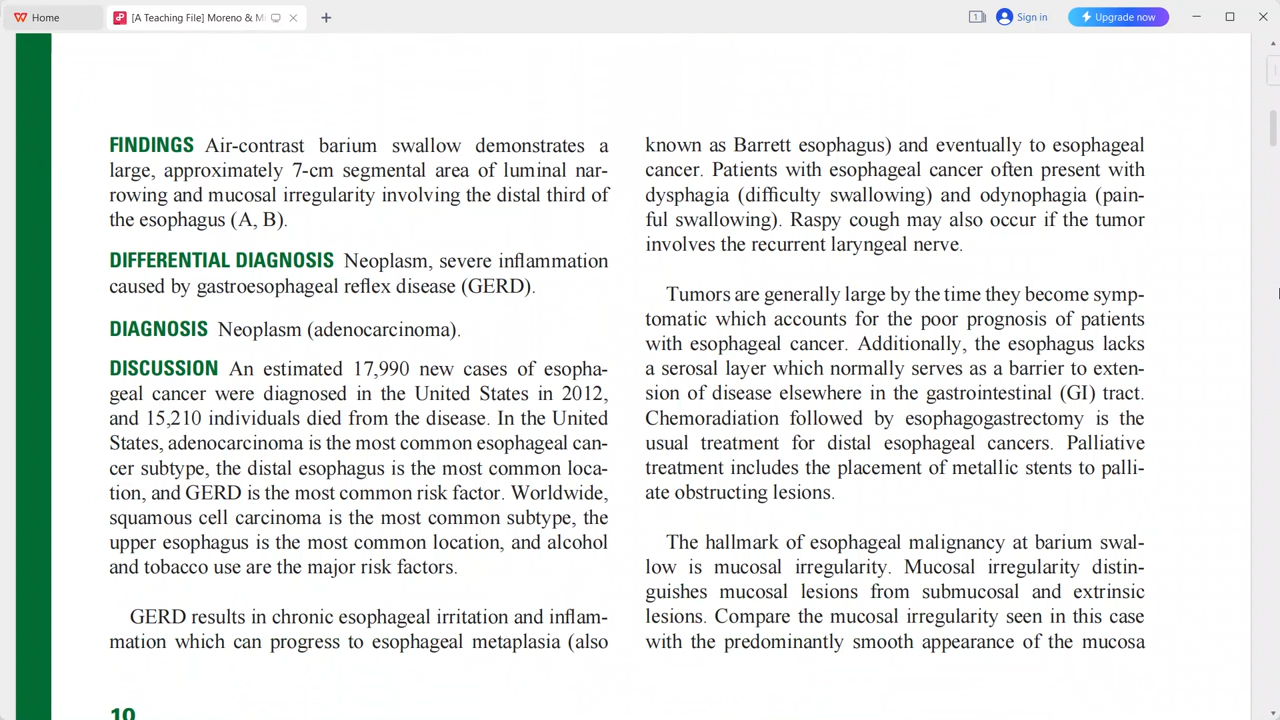 Home
[A Teaching File] Moreno & M
1
Sign in
Upgrade now
FINDINGS Air-contrast barium swallow demonstrates a
large, approximately 7-cm segmental area of luminal nar-
rowing and mucosal irregularity involving the distal third of
the esophagus (A, B).
DIFFERENTIAL DIAGNOSIS Neoplasm, severe inflammation
caused by gastroesophageal reflex disease (GERD).
DIAGNOSIS Neoplasm (adenocarcinoma).
DISCUSSION An estimated 17,990 new cases of esopha-
geal cancer were diagnosed in the United States in 2012,
and 15,210 individuals died from the disease. In the United
States, adenocarcinoma is the most common esophageal can-
cer subtype, the distal esophagus is the most common loca-
tion, and GERD is the most common risk factor. Worldwide,
squamous cell carcinoma is the most common subtype, the
upper esophagus is the most common location, and alcohol
and tobacco use are the major risk factors.
GERD results in chronic esophageal irritation and inflam-
mation which can progress to esophageal metaplasia (also
known as Barrett esophagus) and eventually to esophageal
cancer. Patients with esophageal cancer often present with
dysphagia (difficulty swallowing) and odynophagia (pain-
ful swallowing). Raspy cough may also occur if the tumor
involves the recurrent laryngeal nerve.
Tumors are generally large by the time they become symp-
tomatic which accounts for the poor prognosis of patients
with esophageal cancer. Additionally, the esophagus lacks
a serosal layer which normally serves as a barrier to exten-
sion of disease elsewhere in the gastrointestinal (GI) tract.
Chemoradiation followed by esophagogastrectomy is the
usual treatment for distal esophageal cancers. Palliative
treatment includes the placement of metallic stents to palli-
ate obstructing lesions.
The hallmark of esophageal malignancy at barium swal-
low is mucosal irregularity. Mucosal irregularity distin-
guishes mucosal lesions from submucosal and extrinsic
lesions. Compare the mucosal irregularity seen in this case
with the predominantly smooth appearance of the mucosa
10